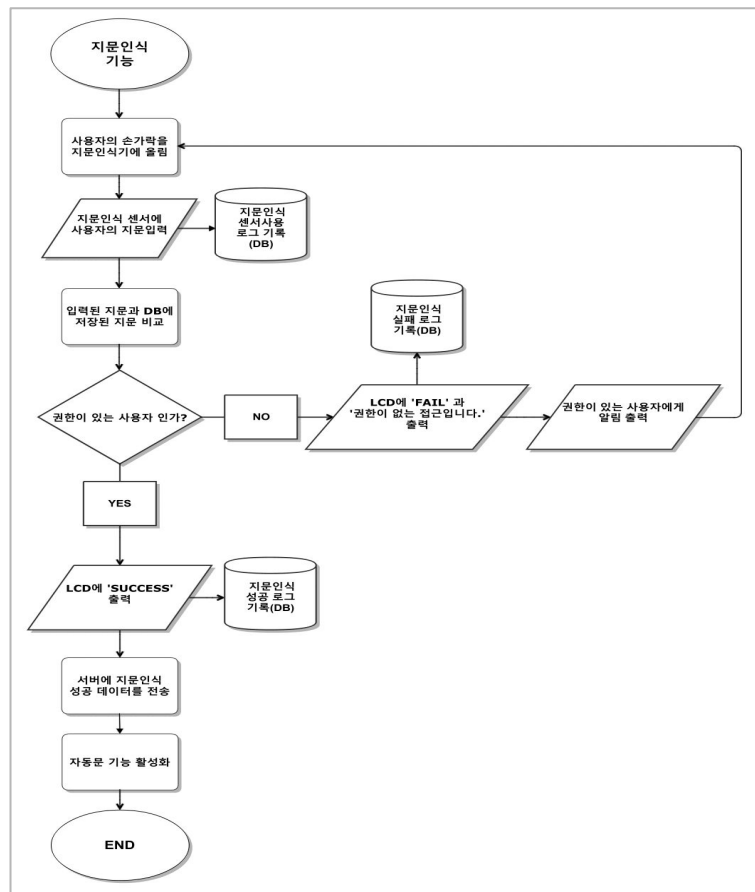 지문인식
기능
사용자의 손가락을
지문인식기에 올림
지문인식 센서에
사용자의 지문입력
지문인식
센서사용
로그 기록
(DB)
입력된 지문과 DB에
저장된 지문 비교
지문인식
실패 로그
기록(DB)
권한이 있는 사용자 인가?
NO
LCD에 'FAIL' 과
'권한이 없는 접근입니다.'
출력
권한이 있는 사용자에게
알림 출력
YES
LCD에 'SUCCESS'
출력
지문인식
성공 로그
기록(DB)
서버에 지문인식
성공 데이터를 전송
자동문 기능 활성화
END